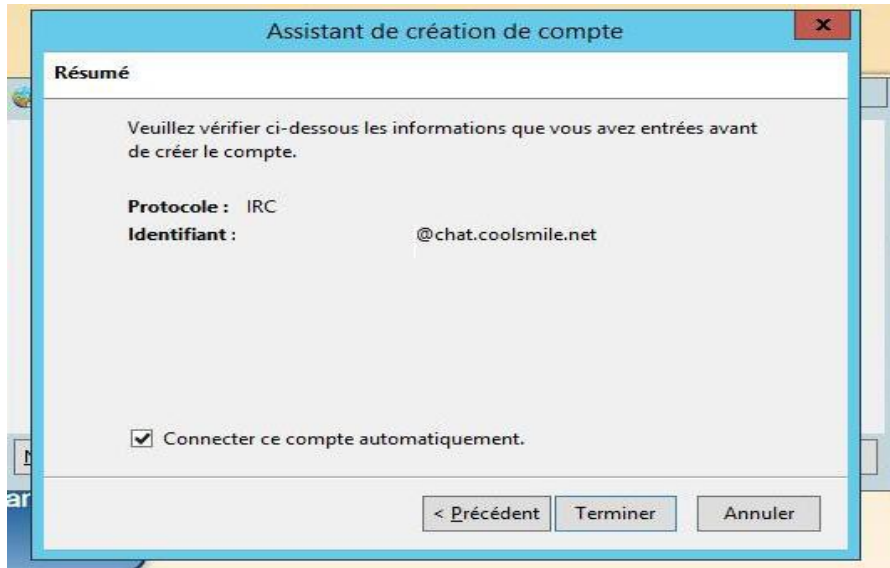 Assistant de création de compte
x
Résumé
Veuillez vérifier ci-dessous les informations que vous avez entrées avant
de créer le compte.
Protocole : IRC
Identifiant : @chat.coolsmile.net
Connecter ce compte automatiquement.
< Précédent Terminer Annuler
ar